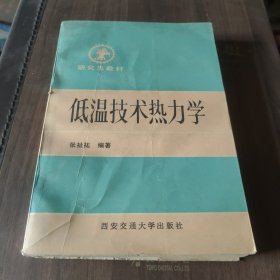 研究生教材
低温技术热力学
张祉祐 编著
西安交通大学出版社